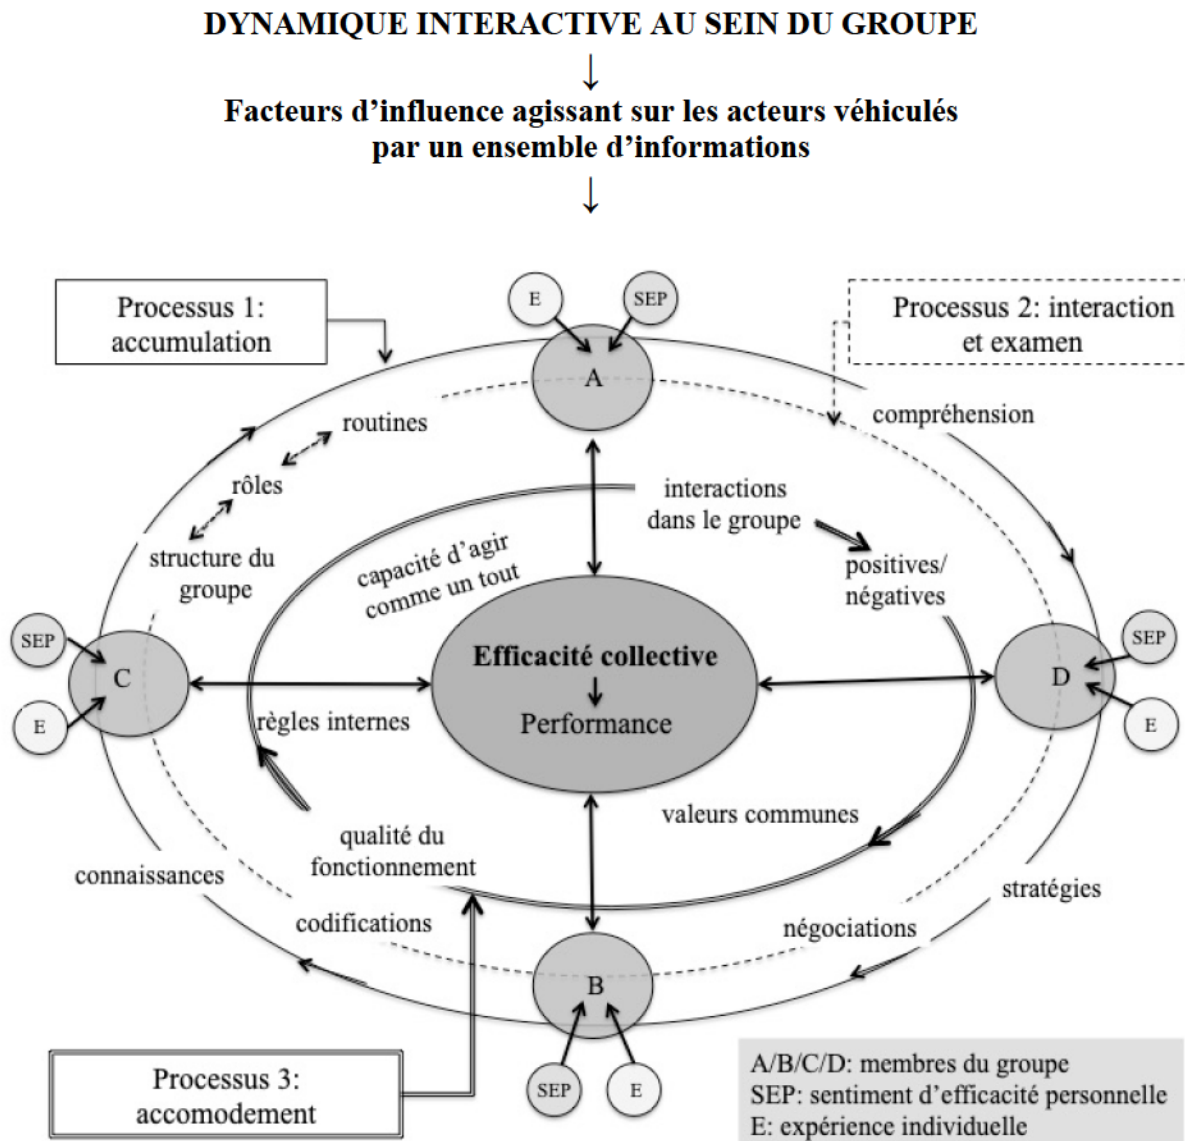 DYNAMIQUE INTERACTIVE AU SEIN DU GROUPE
Facteurs d’influence agissant sur les acteurs véhiculés
par un ensemble d’informations
Processus 1:
accumulation
E
SEP
Processus 2: interaction
et examen
A
compréhension
routines
rôles
structure du
groupe
interactions
dans le groupe
capacité d’agir
comme un tout
positives/
négatives
SEP
C
E
Efficacité collective
Performance
SEP
D
E
règles internes
valeurs communes
qualité du
fonctionnement
connaissances
stratégies
codifications
négociations
B
SEP
E
Processus 3:
accomodement
A/B/C/D: membres du groupe
SEP: sentiment d’efficacité personnelle
E: expérience individuelle